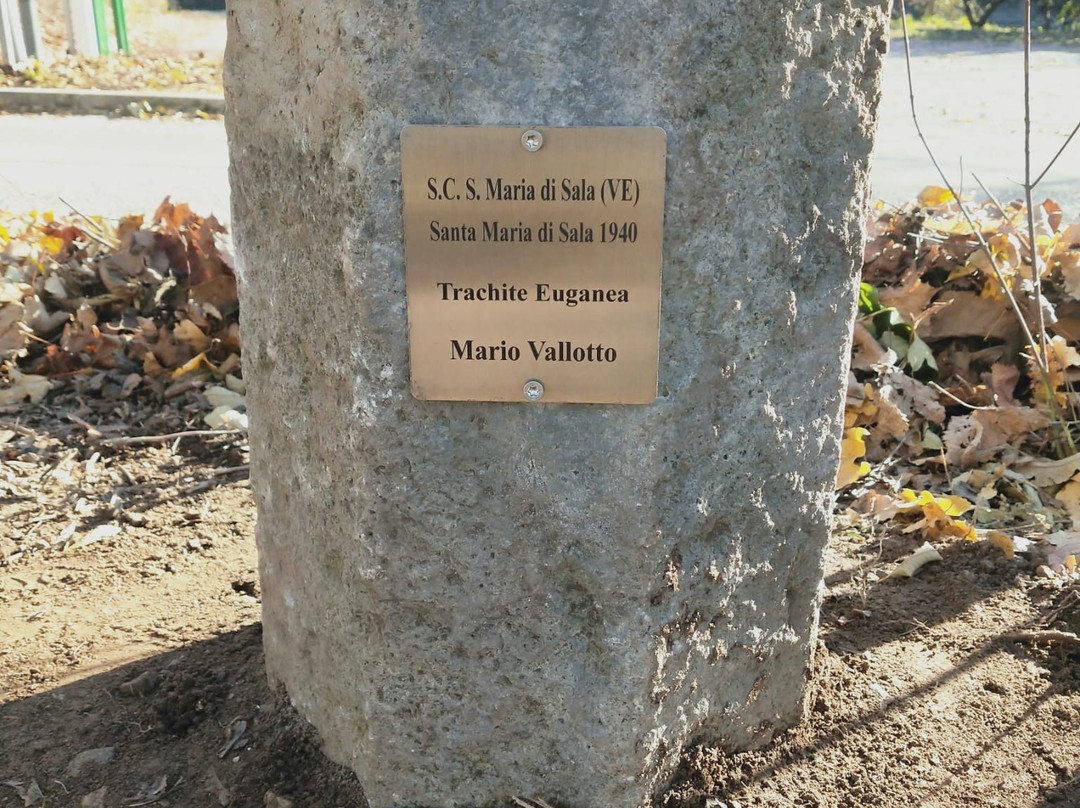 S.C. S. Maria di Sala (VE)
Santa Maria di Sala 1940
Trachite Euganea
Mario Vallotto